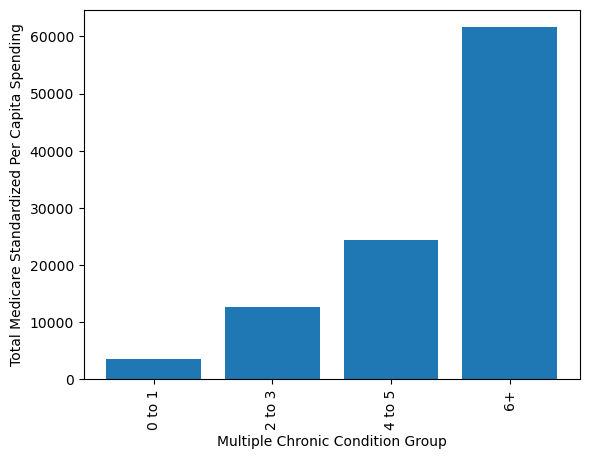 Total Medicare Standardized Per Capita Spending
60000
50000
40000
30000
20000
10000
0
0 to 1
2 to 3
4 to 5
6+
Multiple Chronic Condition Group